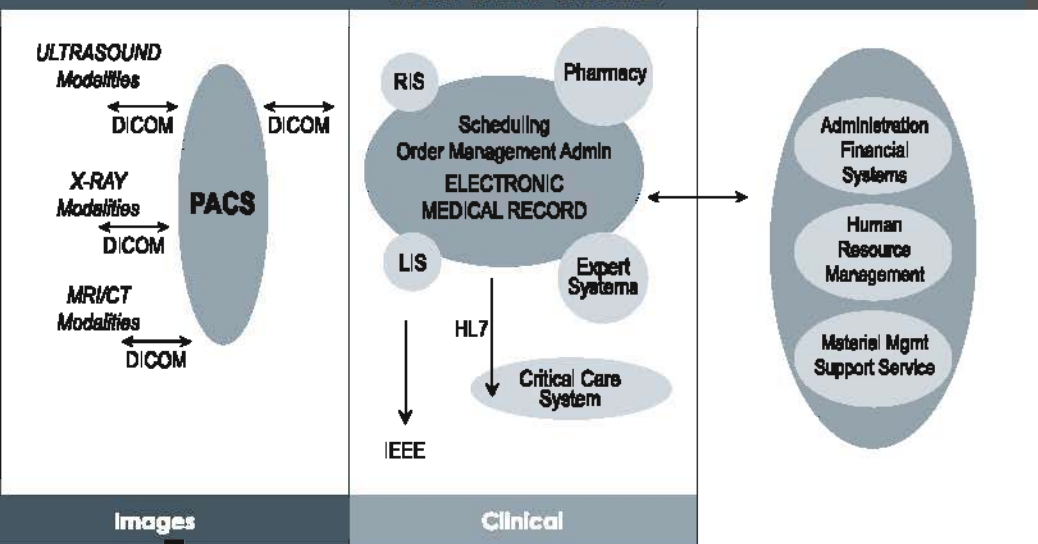 ULTRASOUND
Modalities
DICOM
DICOM
X-RAY
Modalities
DICOM
PACS
MRI/CT
Modalities
DICOM
Images
RIS
Pharmacy
Scheduling
Order Management Admin
ELECTRONIC
MEDICAL RECORD
LIS
Expert
Systems
HL7
Critical Care
System
IEEE
Clinical
Administration
Financial
Systems
Human
Resource
Management
Material Mgmt
Support Service